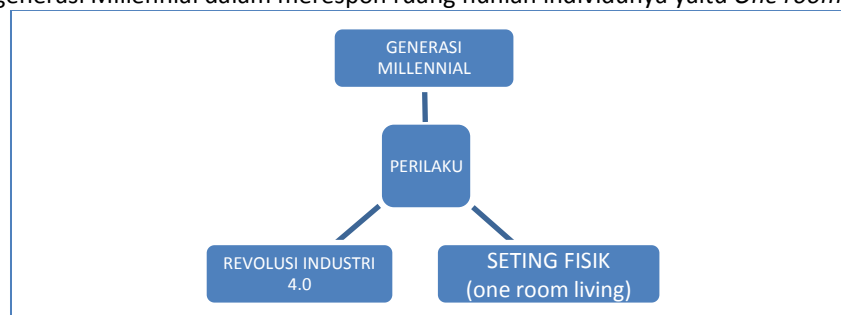 generasi Millennial dalam merespon ruang hunian individunya yaitu One room
GENERASI
MILLENNIAL
PERILAKU
REVOLUSI INDUSTRI
4.0
SETING FISIK
(one room living)